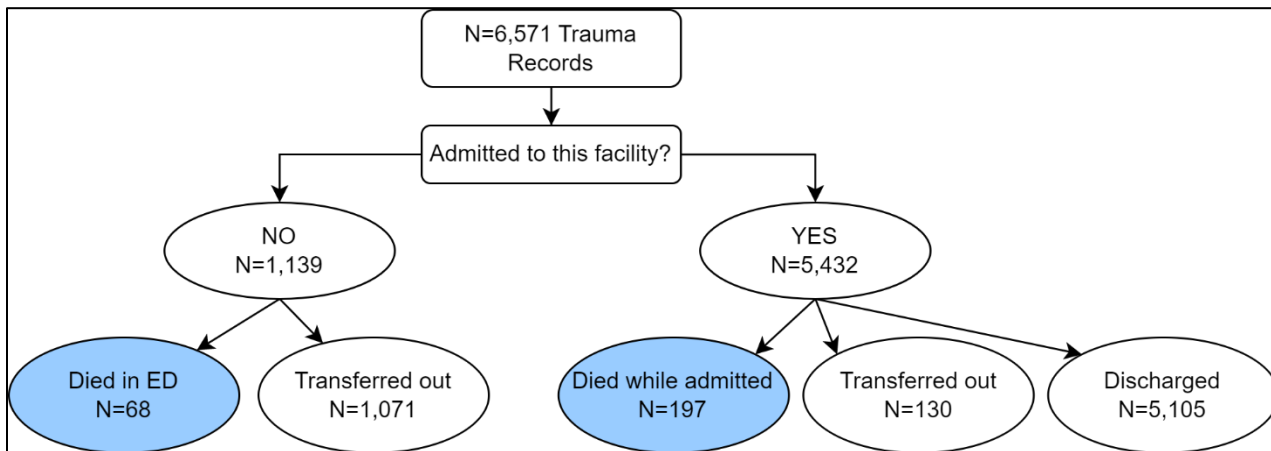 N=6,571 Trauma
Records
Admitted to this facility?
NO
N=1,139
YES
N=5,432
Died in ED
N=68
Transferred out
N=1,071
Died while admitted
N=197
Transferred out
N=130
Discharged
N=5,105